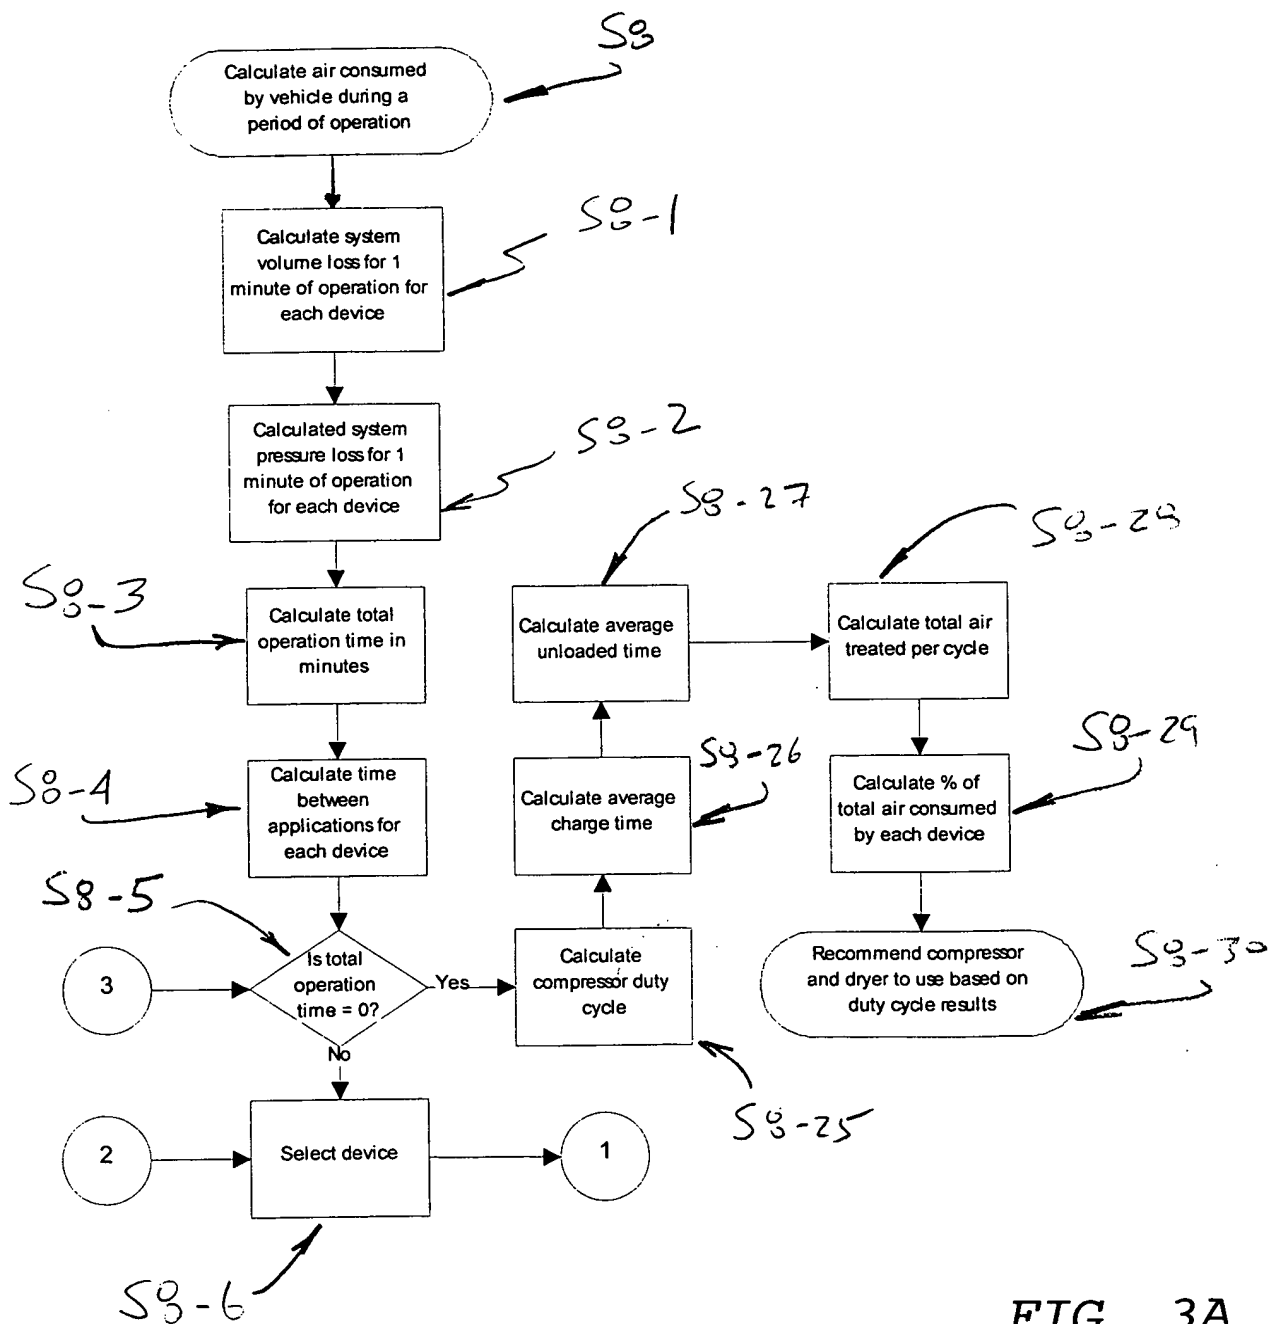 S8
Calculate air consumed
by vehicle during a
period of operation
S8-1
Calculate system
volume loss for 1
minute of operation for
each device
S8-2
Calculated system
pressure loss for 1
minute of operation
for each device
S8-27
S8-28
S8-3
Calculate total
operation time in
minutes
Calculate average
unloaded time
Calculate total air
treated per cycle
S8-4
Calculate time
between
applications for
each device
S8-26
Calculate average
charge time
S8-29
Calculate % of
total air consumed
by each device
S8-5
3
Is total
operation
time = 0?
Yes
Calculate
compressor duty
cycle
Recommend compressor
and dryer to use based on
duty cycle results
S8-30
No
S8-25
2
Select device
1
S8-6
FIG. 3A